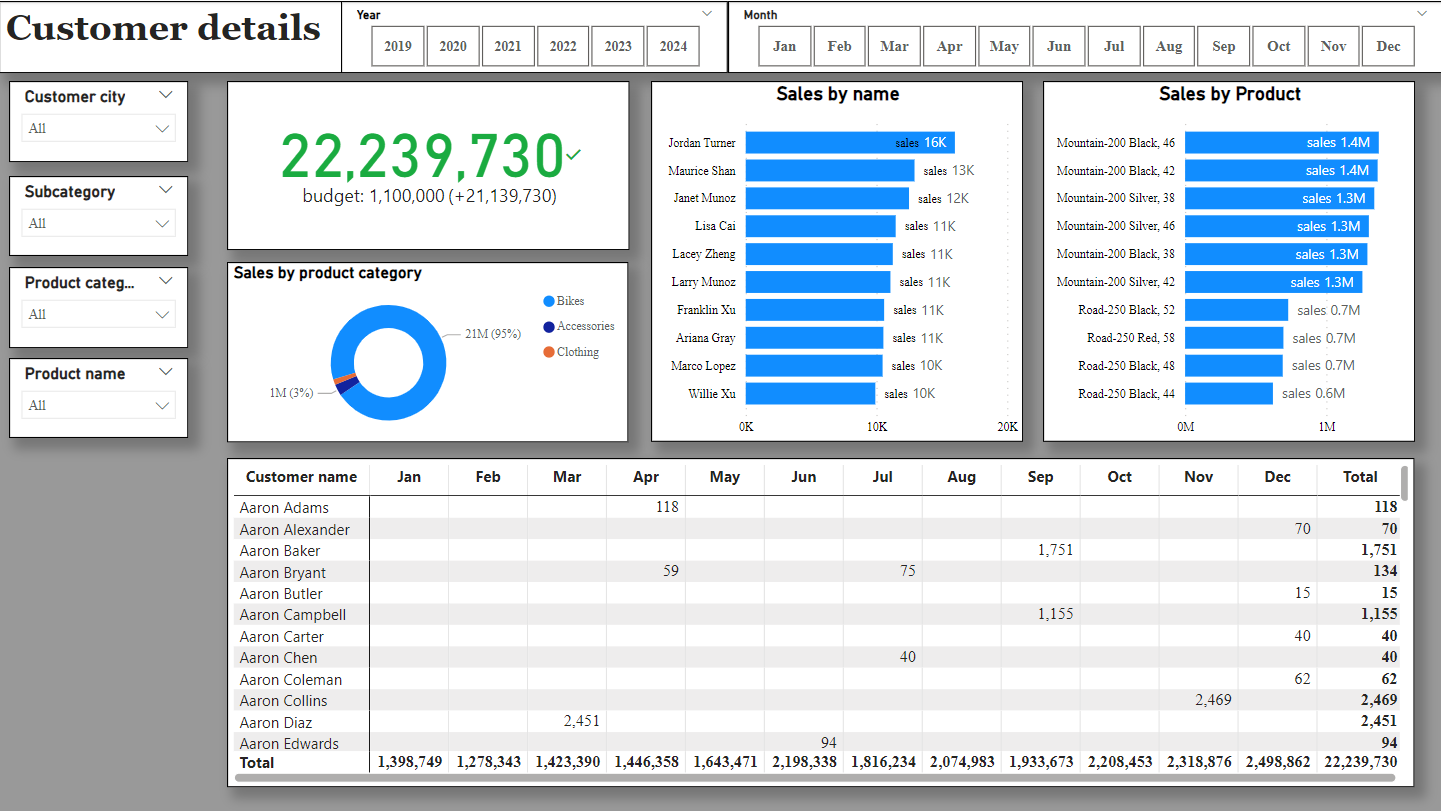 Customer details
Year
2019 2020 2021 2022 2023 2024
Month
Jan Feb Mar Apr May Jun Jul Aug Sep Oct Nov Dec
Customer city
All
Subcategory
All
Product categ...
All
Product name
All
22,239,730
budget: 1,100,000 (+21,139,730)
Sales by product category
21M (95%)
1M (3%)
Bikes
Accessories
Clothing
Sales by name
Jordan Turner sales 16K
Maurice Shan sales 13K
Janet Munoz sales 12K
Lisa Cai sales 11K
Lacey Zheng sales 11K
Larry Munoz sales 11K
Franklin Xu sales 11K
Ariana Gray sales 11K
Marco Lopez sales 10K
Willie Xu sales 10K
0K 10K 20K
Sales by Product
Mountain-200 Black, 46 sales 1.4M
Mountain-200 Black, 42 sales 1.4M
Mountain-200 Silver, 38 sales 1.3M
Mountain-200 Silver, 46 sales 1.3M
Mountain-200 Black, 38 sales 1.3M
Mountain-200 Silver, 42 sales 1.3M
Road-250 Black, 52 sales 0.7M
Road-250 Red, 58 sales 0.7M
Road-250 Black, 48 sales 0.7M
Road-250 Black, 44 sales 0.6M
0M 1M
Customer name Jan Feb Mar Apr May Jun Jul Aug Sep Oct Nov Dec Total
Aaron Adams 118 118
Aaron Alexander 70 70
Aaron Baker 1,751 1,751
Aaron Bryant 59 75 134
Aaron Butler 15 15
Aaron Campbell 1,155 1,155
Aaron Carter 40 40
Aaron Chen 40 40
Aaron Coleman 62 62
Aaron Collins 2,469 2,469
Aaron Diaz 2,451 2,451
Aaron Edwards 94 94
Total 1,398,749 1,278,343 1,423,390 1,446,358 1,643,471 2,198,338 1,816,234 2,074,983 1,933,673 2,208,453 2,318,876 2,498,862 22,239,730